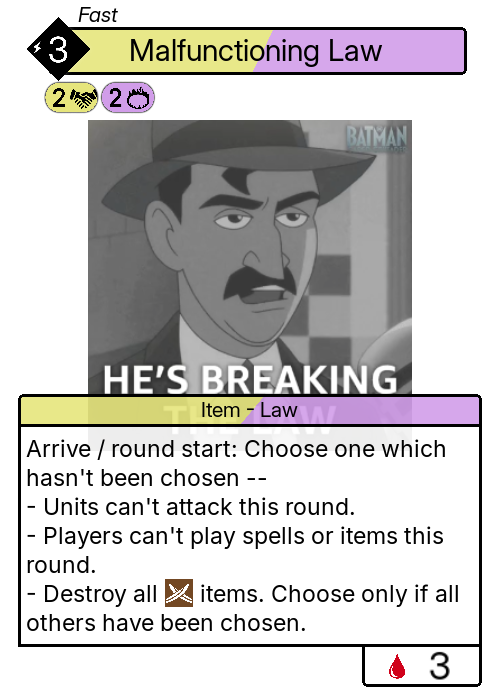 Fast
3
Malfunctioning Law
2 2
BATMAN
HE'S BREAKING
THE LAW
Item - Law
Arrive / round start: Choose one which
hasn't been chosen --
- Units can't attack this round.
- Players can't play spells or items this
round.
- Destroy all items. Choose only if all
others have been chosen.
3